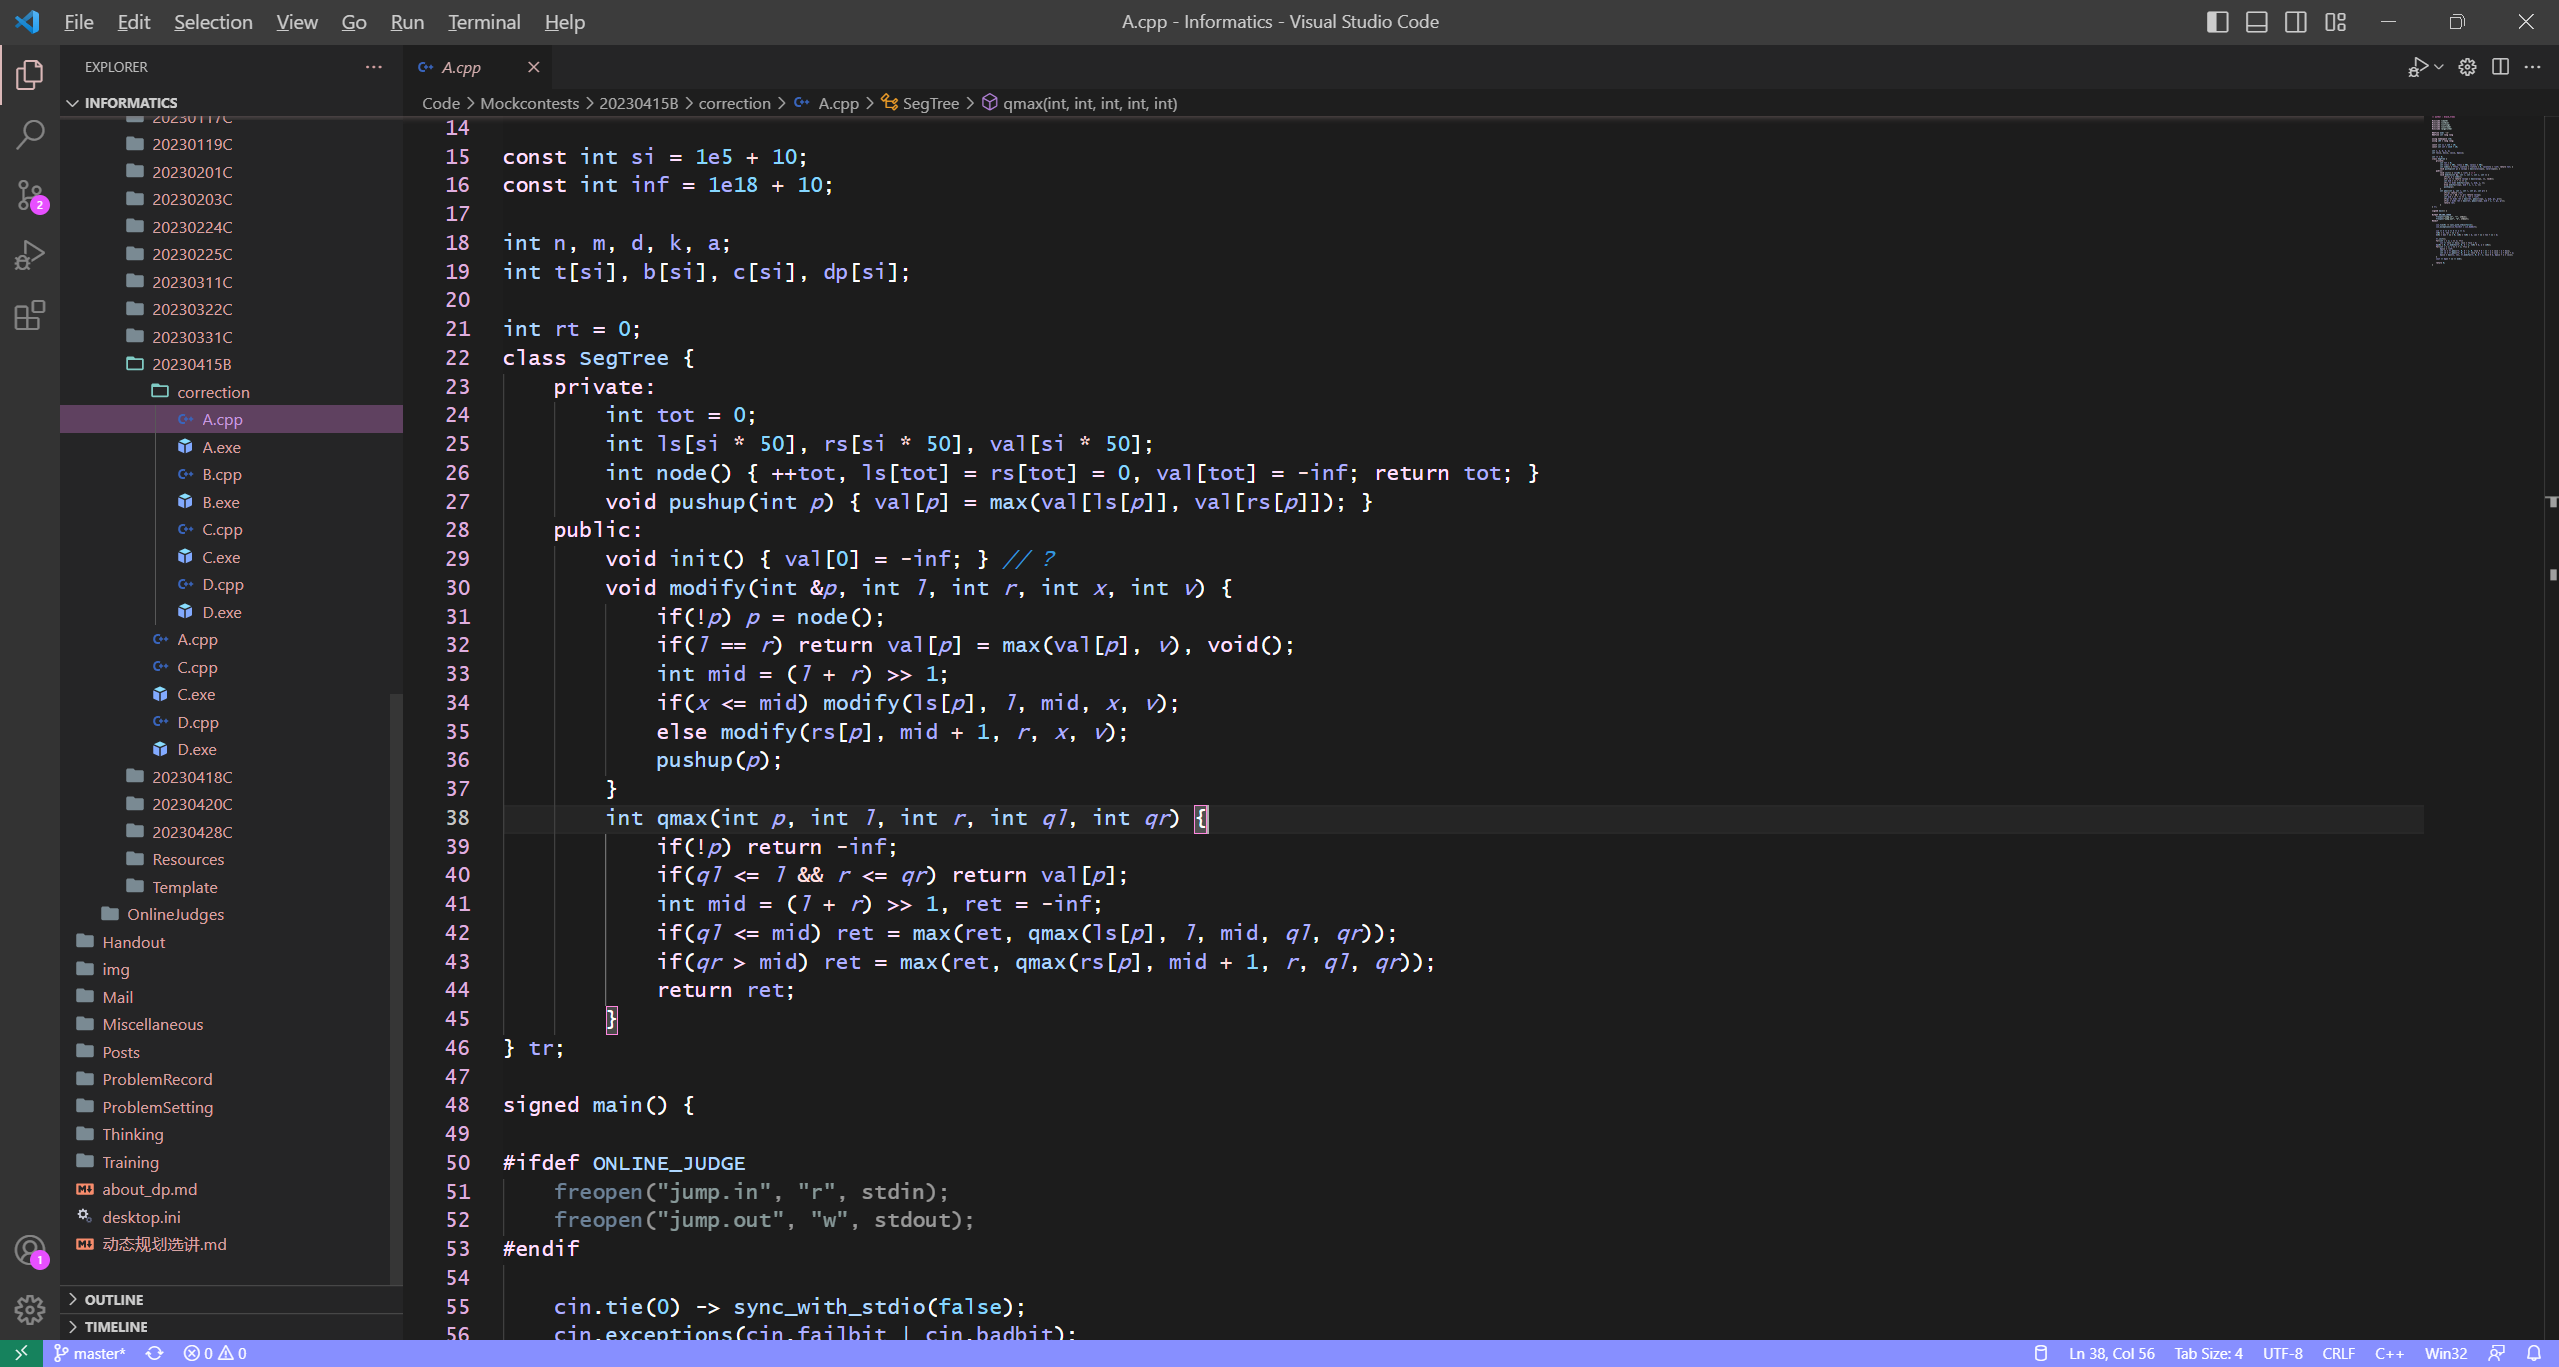 File Edit Selection View Go Run Terminal Help
A.cpp - Informatics - Visual Studio Code
EXPLORER
INFORMATICS
20230117C
20230119C
20230201C
20230203C
20230224C
20230225C
20230311C
20230322C
20230331C
20230415B
correction
A.cpp
A.exe
B.cpp
B.exe
C.cpp
C.exe
D.cpp
D.exe
A.cpp
C.cpp
C.exe
D.cpp
D.exe
20230418C
20230420C
20230428C
Resources
Template
OnlineJudges
Handout
img
Mail
Miscellaneous
Posts
ProblemRecord
ProblemSetting
Thinking
Training
about_dp.md
desktop.ini
动态规划选讲.md
OUTLINE
TIMELINE
2
1
A.cpp
Code > Mockcontests > 20230415B > correction > A.cpp > SegTree > qmax(int, int, int, int, int)
14
15 const int si = 1e5 + 10;
16 const int inf = 1e18 + 10;
17
18 int n, m, d, k, a;
19 int t[si], b[si], c[si], dp[si];
20
21 int rt = 0;
22 class SegTree {
23 private:
24 int tot = 0;
25 int ls[si * 50], rs[si * 50], val[si * 50];
26 int node() { ++tot, ls[tot] = rs[tot] = 0, val[tot] = -inf; return tot; }
27 void pushup(int p) { val[p] = max(val[ls[p]], val[rs[p]]); }
28 public:
29 void init() { val[0] = -inf; } // ?
30 void modify(int &p, int l, int r, int x, int v) {
31 if(!p) p = node();
32 if(l == r) return val[p] = max(val[p], v), void();
33 int mid = (l + r) >> 1;
34 if(x <= mid) modify(ls[p], l, mid, x, v);
35 else modify(rs[p], mid + 1, r, x, v);
36 pushup(p);
37 }
38 int qmax(int p, int l, int r, int ql, int qr) {
39 if(!p) return -inf;
40 if(ql <= l && r <= qr) return val[p];
41 int mid = (l + r) >> 1, ret = -inf;
42 if(ql <= mid) ret = max(ret, qmax(ls[p], l, mid, ql, qr));
43 if(qr > mid) ret = max(ret, qmax(rs[p], mid + 1, r, ql, qr));
44 return ret;
45 }
46 } tr;
47
48 signed main() {
49
50 #ifdef ONLINE_JUDGE
51 freopen("jump.in", "r", stdin);
52 freopen("jump.out", "w", stdout);
53 #endif
54
55 cin.tie(0) -> sync_with_stdio(false);
56 cin.exceptions(cin.failbit | cin.badbit);
master* 0 0
Ln 38, Col 56 Tab Size: 4 UTF-8 CRLF C++ Win32